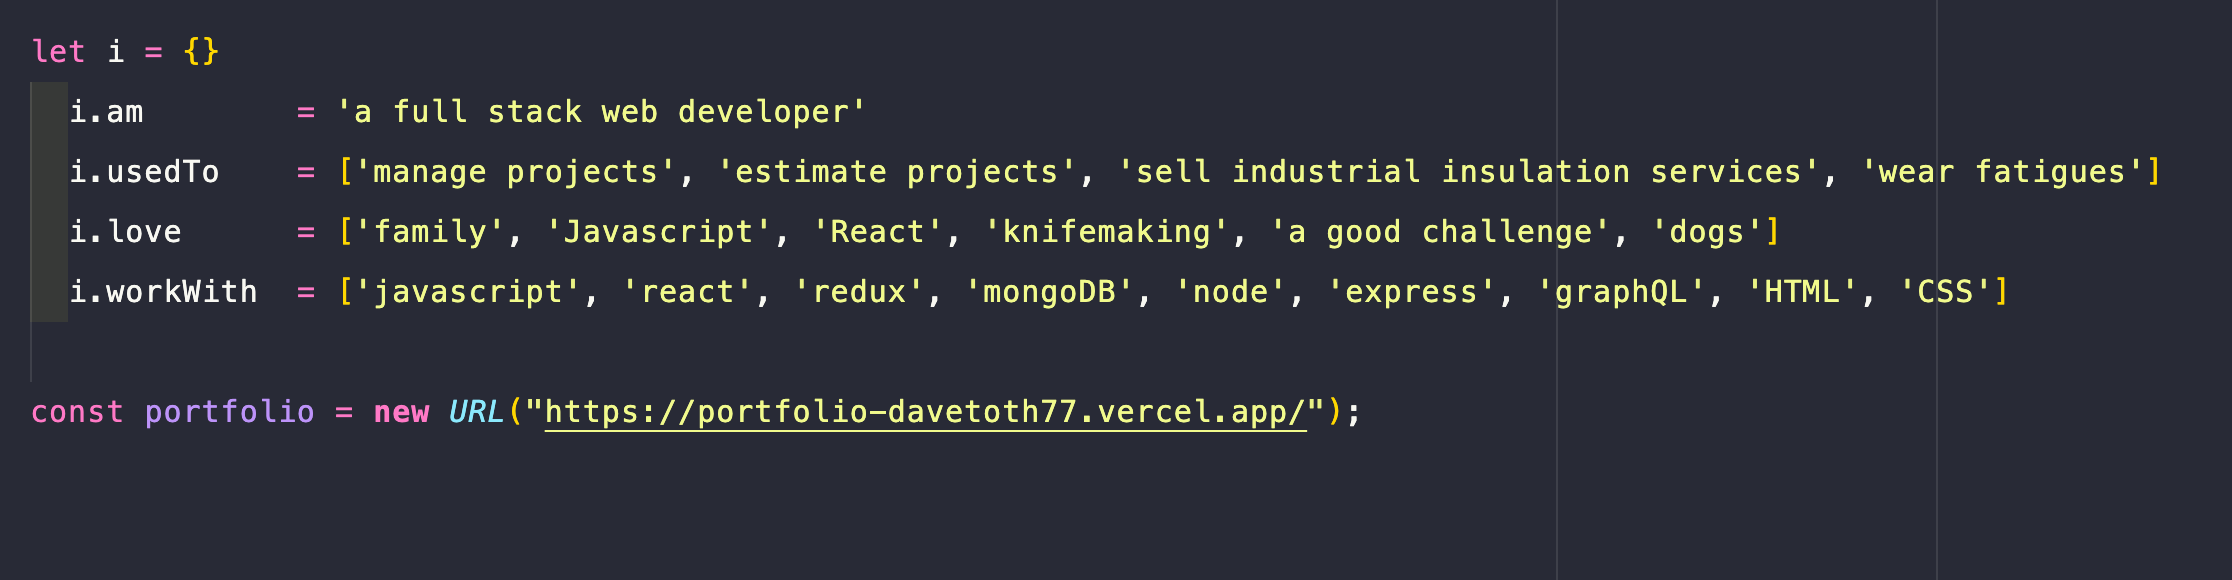 let i = {}
i.am = 'a full stack web developer'
i.usedTo = ['manage projects', 'estimate projects', 'sell industrial insulation services', 'wear fatigues']
i.love = ['family', 'Javascript', 'React', 'knifemaking', 'a good challenge', 'dogs']
i.workWith = ['javascript', 'react', 'redux', 'mongoDB', 'node', 'express', 'graphQL', 'HTML', 'CSS']
const portfolio = new URL("https://portfolio-davetoth77.vercel.app/");